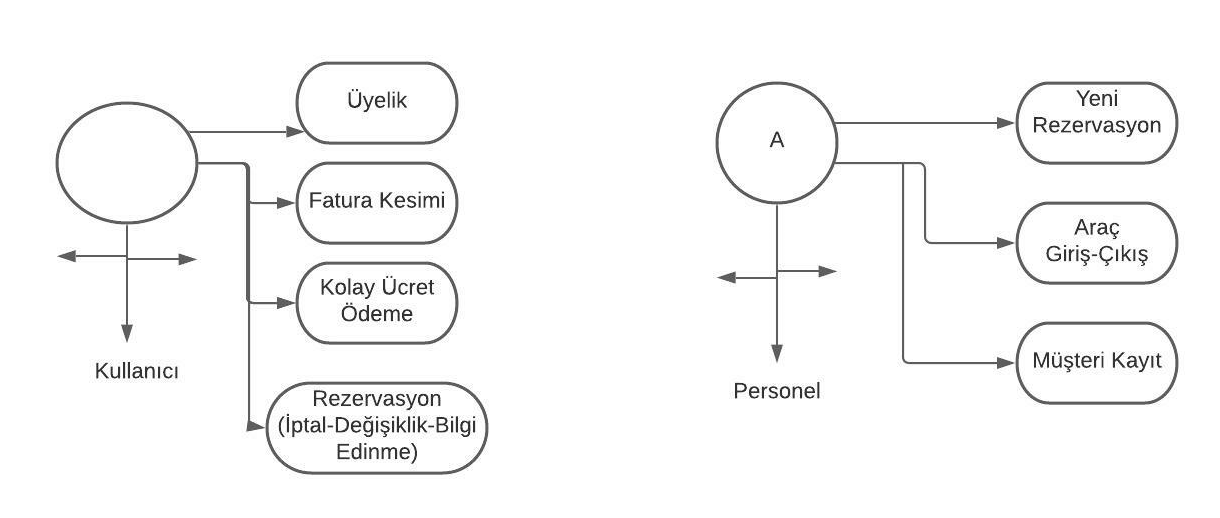 Üyelik
Fatura Kesimi
Kolay Ücret
Ödeme
Rezervasyon
(İptal-Değişiklik-Bilgi
Edinme)
Kullanıcı
A
Yeni
Rezervasyon
Araç
Giriş-Çıkış
Müşteri Kayıt
Personel